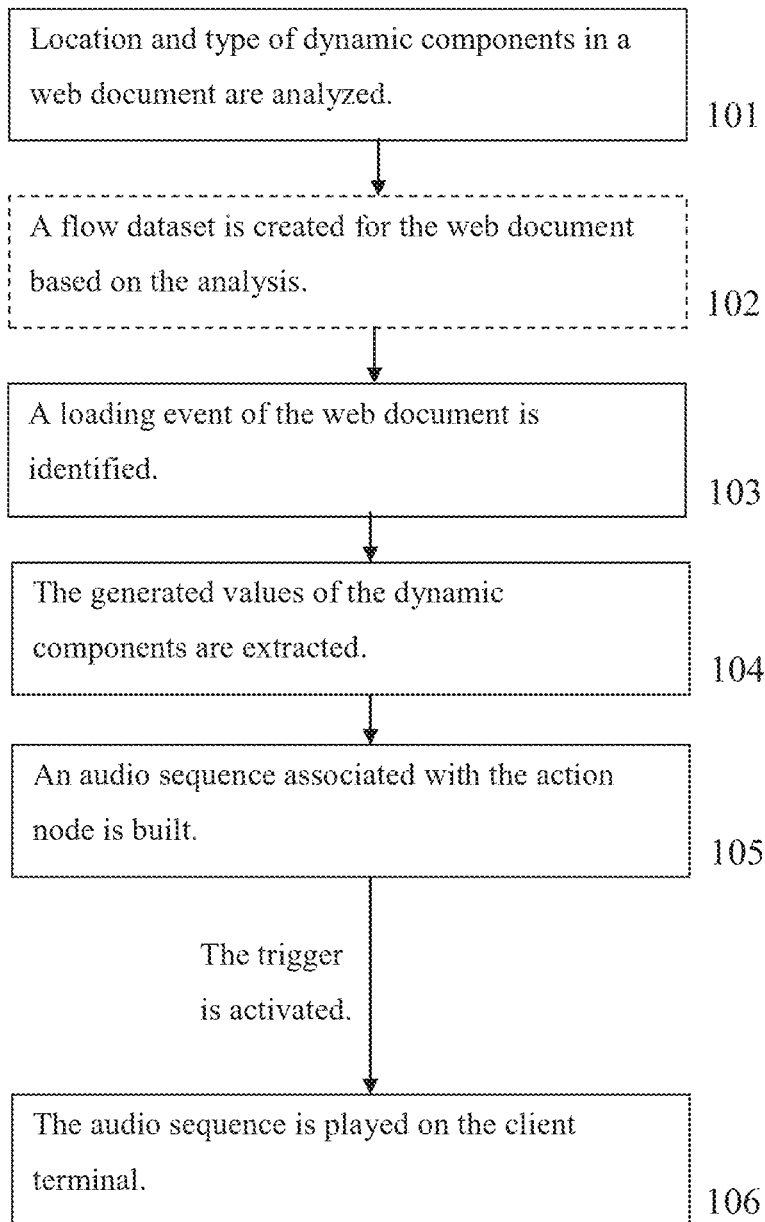 Location and type of dynamic components in a
web document are analyzed.
101
A flow dataset is created for the web document
based on the analysis.
102
A loading event of the web document is
identified.
103
The generated values of the dynamic
components are extracted.
104
An audio sequence associated with the action
node is built.
105
The trigger
is activated.
The audio sequence is played on the client
terminal.
106